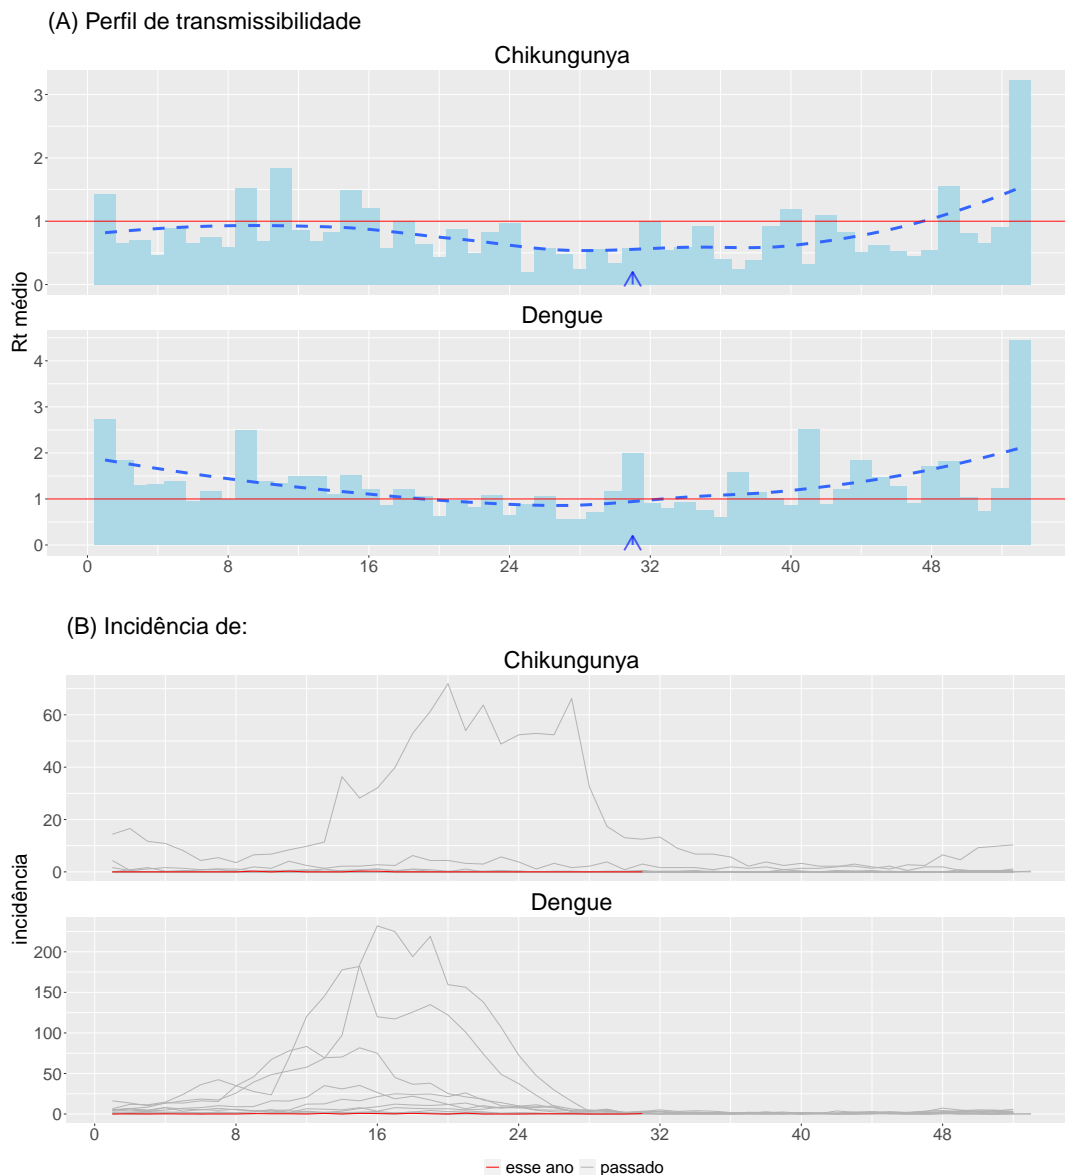 (A) Perfil de transmissibilidade
Chikungunya
3
2
1
0
Rt médio
Dengue
4
3
2
1
0
0 8 16 24 32 40 48
(B) Incidência de:
Chikungunya
60
40
20
0
incidência
Dengue
200
150
100
50
0
0 8 16 24 32 40 48
esse ano passado